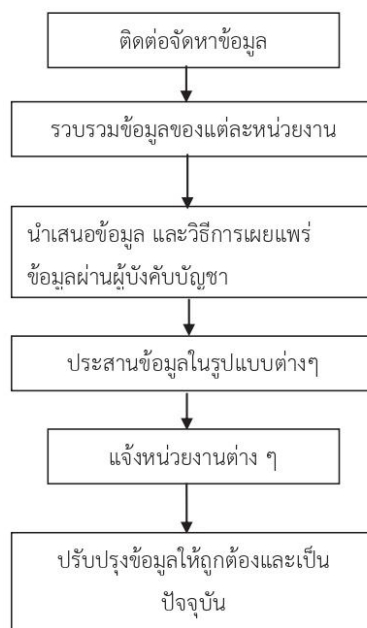 ติดต่อจัดหาข้อมูล
รวบรวมข้อมูลของแต่ละหน่วยงาน
นำเสนอข้อมูล และวิธีการเผยแพร่
ข้อมูลผ่านผู้บังคับบัญชา
ประสานข้อมูลในรูปแบบต่างๆ
แจ้งหน่วยงานต่าง ๆ
ปรับปรุงข้อมูลให้ถูกต้องและเป็น
ปัจจุบัน